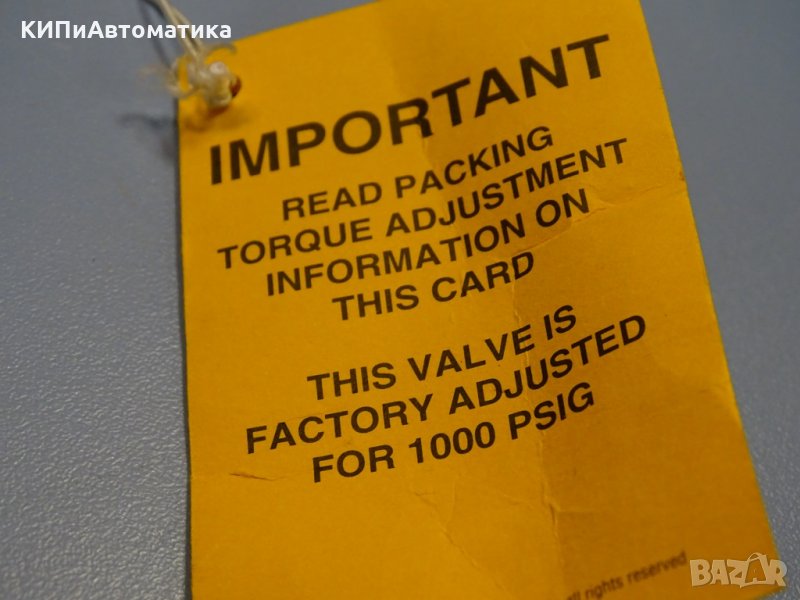 КИПиАвтоматика
IMPORTANT
READ PACKING
TORQUE ADJUSTMENT
INFORMATION ON
THIS CARD
THIS VALVE IS
FACTORY ADJUSTED
FOR 1000 PSIG
all rights reserved
BAZAR